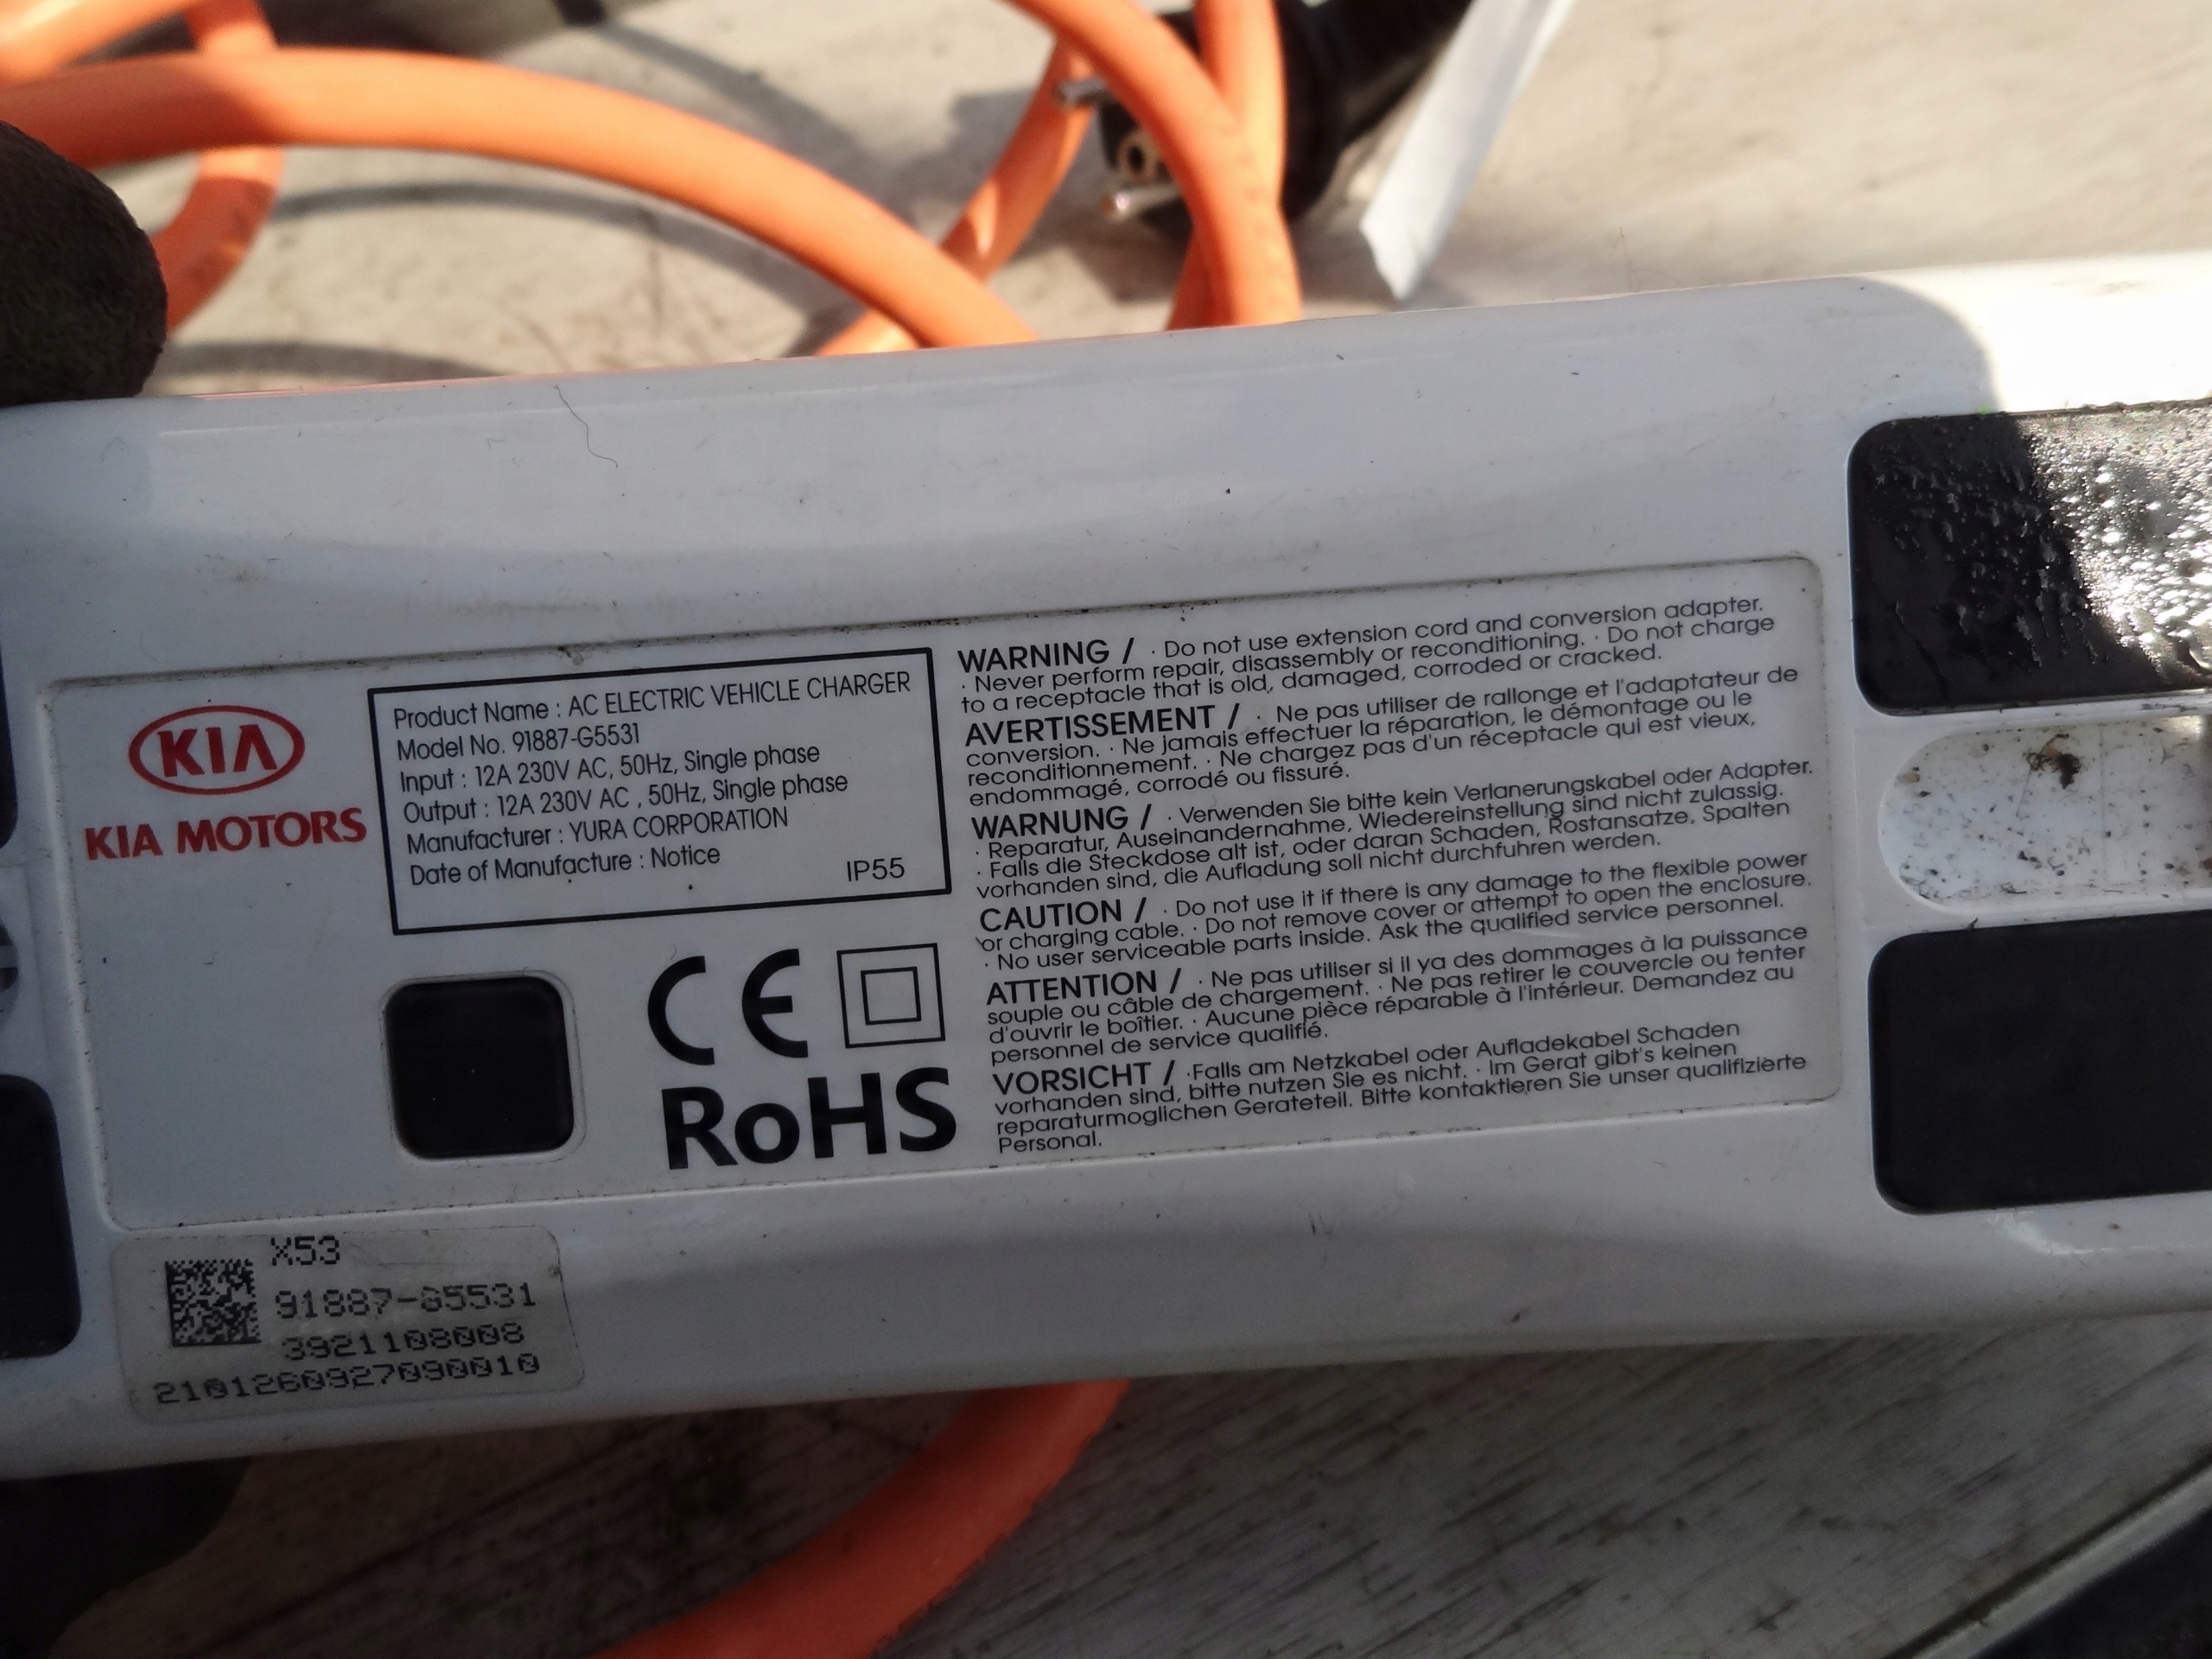 KIA
KIA MOTORS
Product Name : AC ELECTRIC VEHICLE CHARGER
Model No. 91887-G5531
Input : 12A 230V AC, 50Hz, Single phase
Output : 12A 230V AC , 50Hz, Single phase
Manufacturer : YURA CORPORATION
Date of Manufacture : Notice
IP55
CE
RoHS
WARNING / · Do not use extension cord and conversion adapter.
· Never perform repair, disassembly or reconditioning. · Do not charge
to a receptacle that is old, damaged, corroded or cracked.
AVERTISSEMENT / · Ne pas utiliser de rallonge et l'adaptateur de
conversion. · Ne jamais effectuer la réparation, le démontage ou le
reconditionnement. · Ne chargez pas d'un réceptacle qui est vieux,
endommagé, corrodé ou fissuré.
WARNUNG / · Verwenden Sie bitte kein Verlanerungskabel oder Adapter.
· Reparatur, Auseinandernahme, Wiedereinstellung sind nicht zulassig.
· Falls die Steckdose alt ist, oder daran Schaden, Rostansatze, Spalten
vorhanden sind, die Aufladung soll nicht durchfuhren werden.
CAUTION / · Do not use it if there is any damage to the flexible power
or charging cable. · Do not remove cover or attempt to open the enclosure.
· No user serviceable parts inside. Ask the qualified service personnel.
ATTENTION / · Ne pas utiliser si il ya des dommages à la puissance
souple ou câble de chargement. · Ne pas retirer le couvercle ou tenter
d'ouvrir le boîtier. · Aucune pièce réparable à l'intérieur. Demandez au
personnel de service qualifié.
VORSICHT / ·Falls am Netzkabel oder Aufladekabel Schaden
vorhanden sind, bitte nutzen Sie es nicht. · Im Gerat gibt's keinen
reparaturmoglichen Gerateteil. Bitte kontaktieren Sie unser qualifizierte
Personal.
X53
91887-G5531
3921108008
2101260927090010